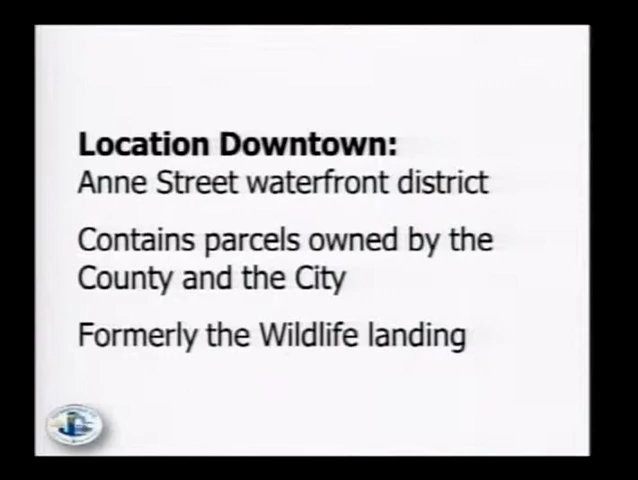 Location Downtown:
Anne Street waterfront district
Contains parcels owned by the
County and the City
Formerly the Wildlife landing